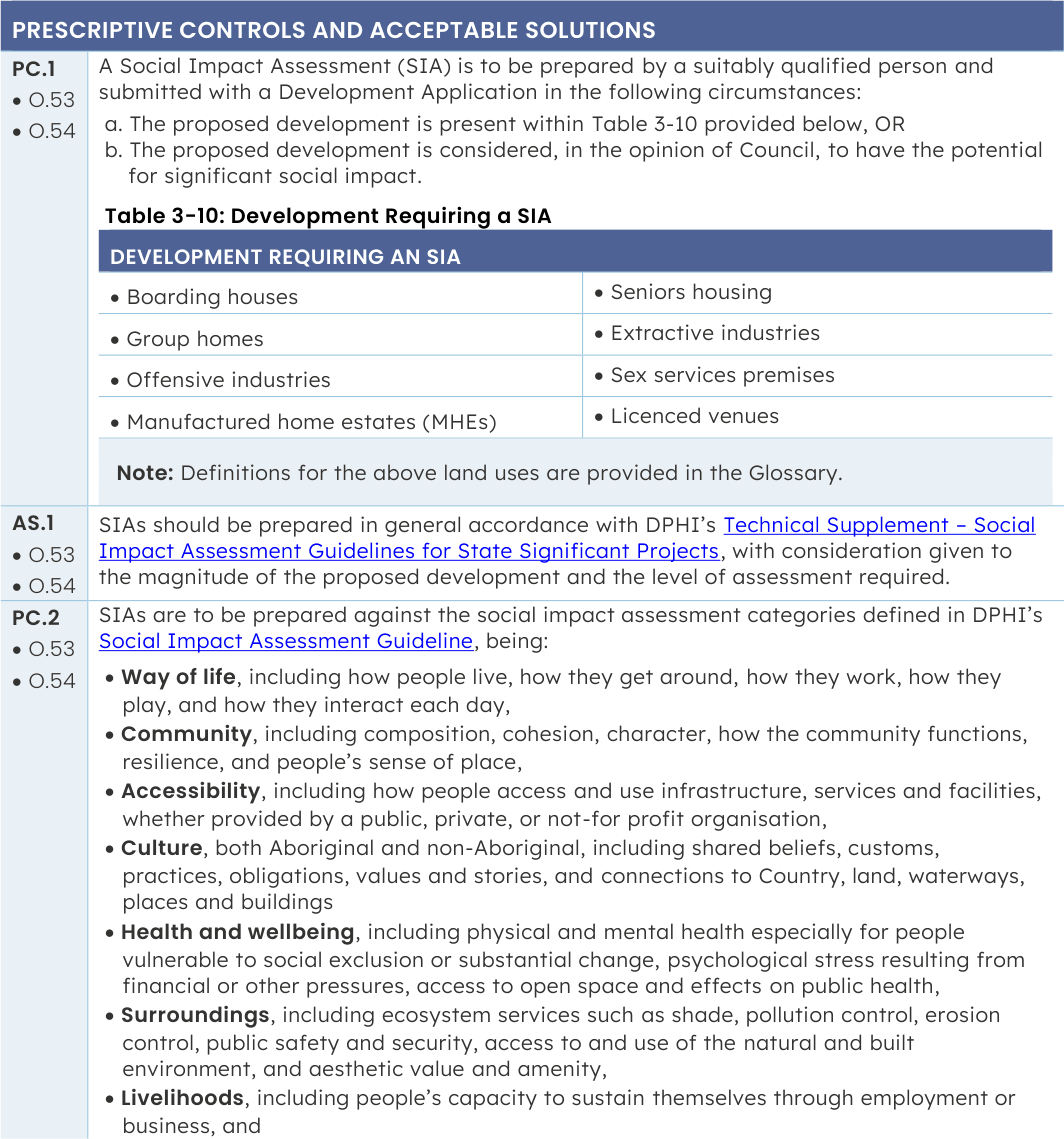 PRESCRIPTIVE CONTROLS AND ACCEPTABLE SOLUTIONS
PC.1
• O.53
• O.54
A Social Impact Assessment (SIA) is to be prepared by a suitably qualified person and
submitted with a Development Application in the following circumstances:
a. The proposed development is present within Table 3-10 provided below, OR
b. The proposed development is considered, in the opinion of Council, to have the potential
for significant social impact.
Table 3-10: Development Requiring a SIA
DEVELOPMENT REQUIRING AN SIA
• Boarding houses
• Seniors housing
• Group homes
• Extractive industries
• Offensive industries
• Sex services premises
• Manufactured home estates (MHEs)
• Licenced venues
Note: Definitions for the above land uses are provided in the Glossary.
AS.1
• O.53
• O.54
SIAs should be prepared in general accordance with DPHI’s Technical Supplement – Social
Impact Assessment Guidelines for State Significant Projects, with consideration given to
the magnitude of the proposed development and the level of assessment required.
PC.2
• O.53
• O.54
SIAs are to be prepared against the social impact assessment categories defined in DPHI’s
Social Impact Assessment Guideline, being:
• Way of life, including how people live, how they get around, how they work, how they
play, and how they interact each day,
• Community, including composition, cohesion, character, how the community functions,
resilience, and people’s sense of place,
• Accessibility, including how people access and use infrastructure, services and facilities,
whether provided by a public, private, or not-for profit organisation,
• Culture, both Aboriginal and non-Aboriginal, including shared beliefs, customs,
practices, obligations, values and stories, and connections to Country, land, waterways,
places and buildings
• Health and wellbeing, including physical and mental health especially for people
vulnerable to social exclusion or substantial change, psychological stress resulting from
financial or other pressures, access to open space and effects on public health,
• Surroundings, including ecosystem services such as shade, pollution control, erosion
control, public safety and security, access to and use of the natural and built
environment, and aesthetic value and amenity,
• Livelihoods, including people’s capacity to sustain themselves through employment or
business, and